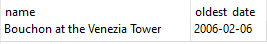 name oldest date
Bouchon at the Venezia Tower 2006-02-06